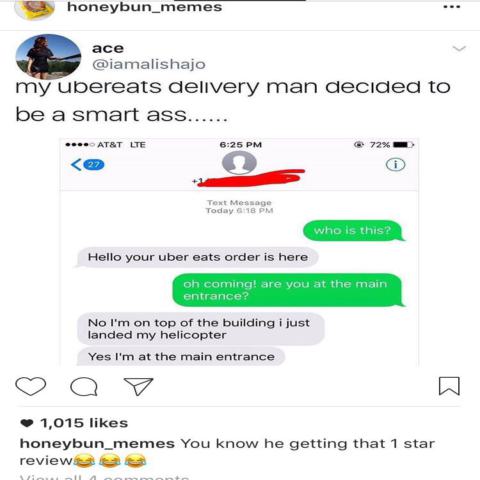 honeybun_memes
ace
@iamalishajo
my ubereats delivery man decided to
be a smart ass......
AT&T LTE 6:25 PM 72%
27
+1
Text Message
Today 6:18 PM
who is this?
Hello your uber eats order is here
oh coming! are you at the main
entrance?
No I'm on top of the building i just
landed my helicopter
Yes I'm at the main entrance
1,015 likes
honeybun_memes You know he getting that 1 star
review😂😂😂
View all 4 comments